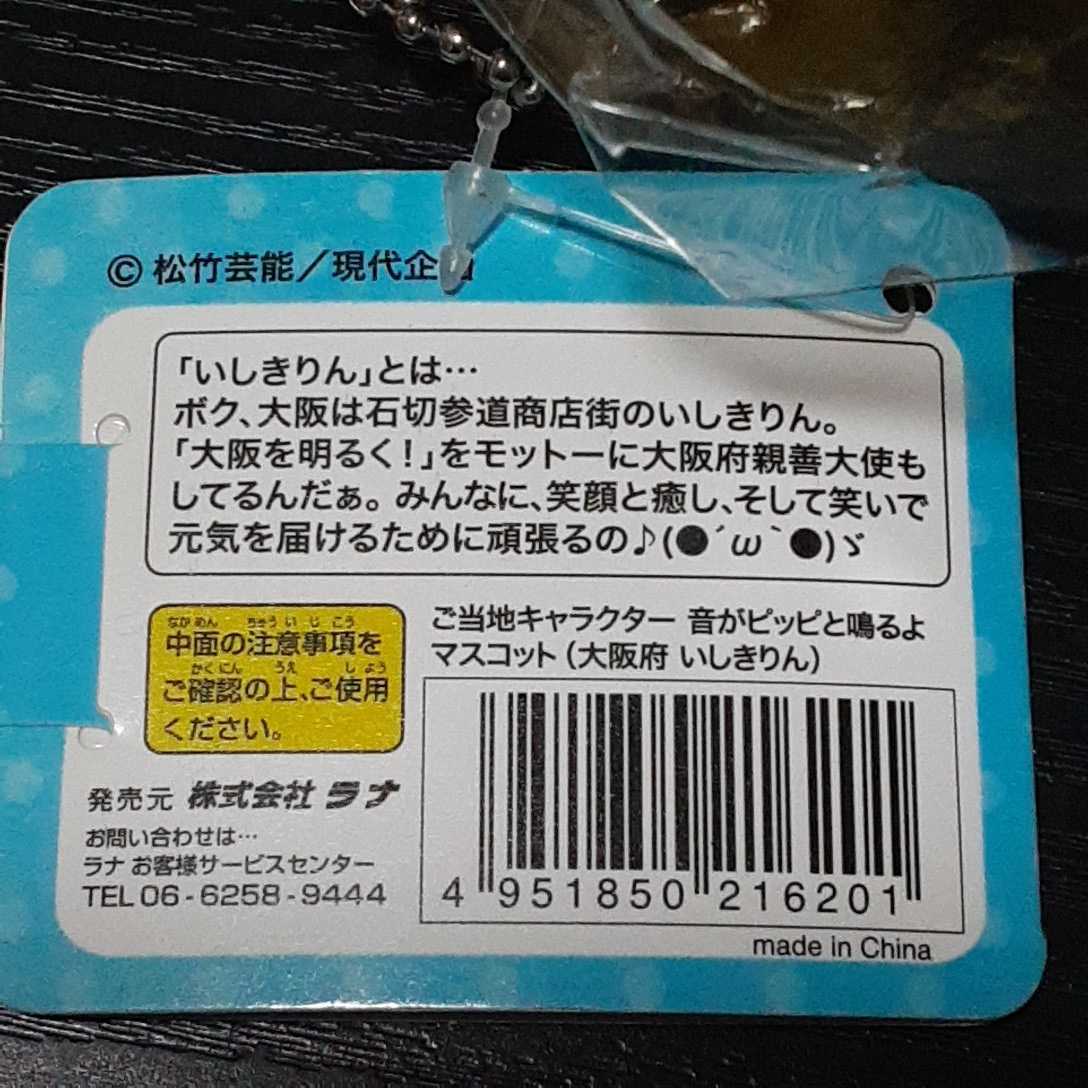 © 松竹芸能／現代企
「いしきりん」とは…
ボク、大阪は石切参道商店街のいしきりん。
「大阪を明るく！」をモットーに大阪府親善大使も
してるんだぁ。みんなに、笑顔と癒し、そして笑いで
元気を届けるために頑張るの♪(●´ω｀●)ゞ
なかめん ちゅういじこう
中面の注意事項を
かくにん うえ しよう
ご確認の上、ご使用
ください。
ご当地キャラクター 音がピッピと鳴るよ
マスコット（大阪府 いしきりん）
発売元 株式会社 ラナ
お問い合わせは…
ラナ お客様サービスセンター
TEL 06-6258-9444
4 951850 216201
made in China